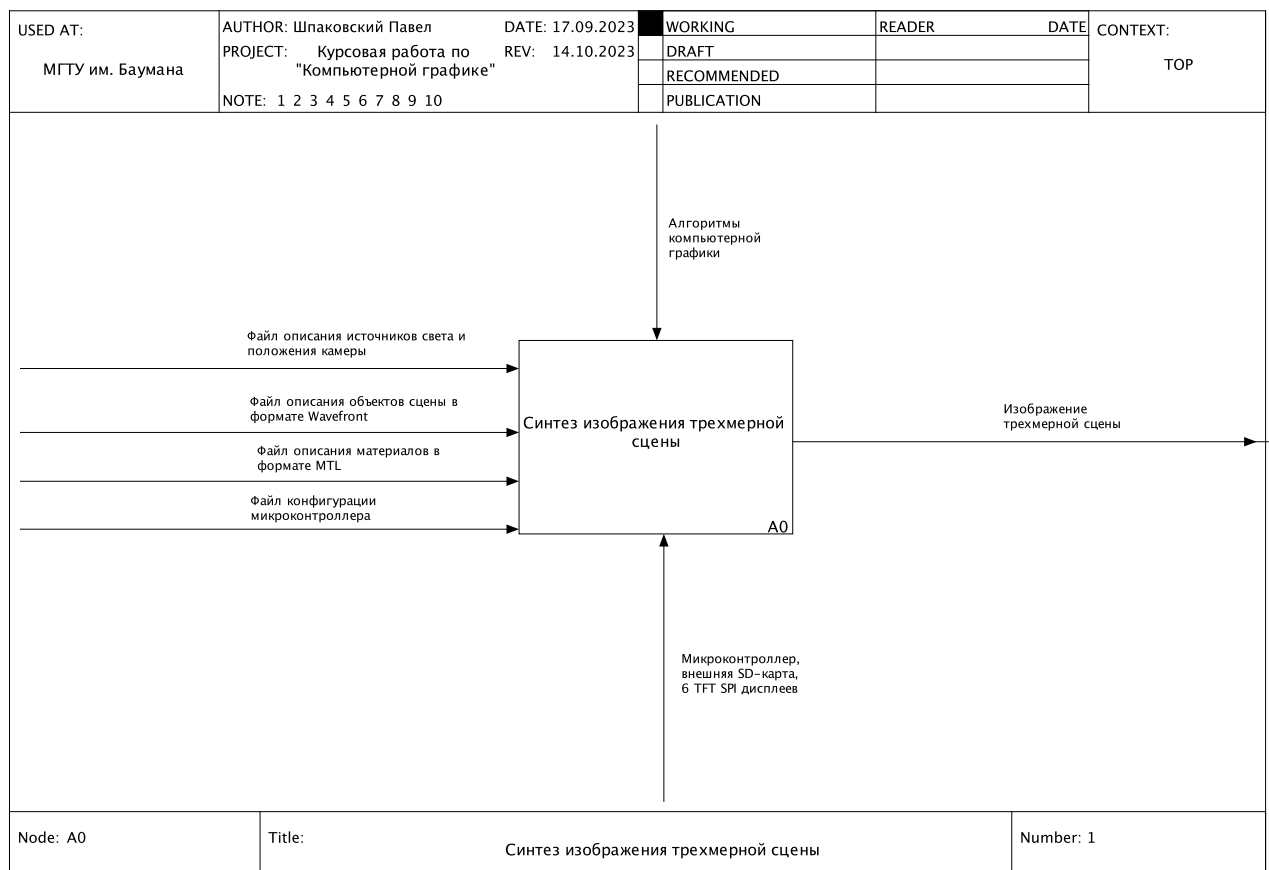 USED AT:
МГТУ им. Баумана
AUTHOR: Шпаковский Павел
DATE: 17.09.2023
PROJECT: Курсовая работа по
"Компьютерной графике"
REV: 14.10.2023
NOTE: 1 2 3 4 5 6 7 8 9 10
WORKING
DRAFT
RECOMMENDED
PUBLICATION
READER DATE
CONTEXT:
TOP
Алгоритмы
компьютерной
графики
Файл описания источников света и
положения камеры
Файл описания объектов сцены в
формате Wavefront
Файл описания материалов в
формате MTL
Файл конфигурации
микроконтроллера
Синтез изображения трехмерной
сцены
A0
Изображение
трехмерной сцены
Микроконтроллер,
внешняя SD-карта,
6 TFT SPI дисплеев
Node: A0
Title:
Синтез изображения трехмерной сцены
Number: 1